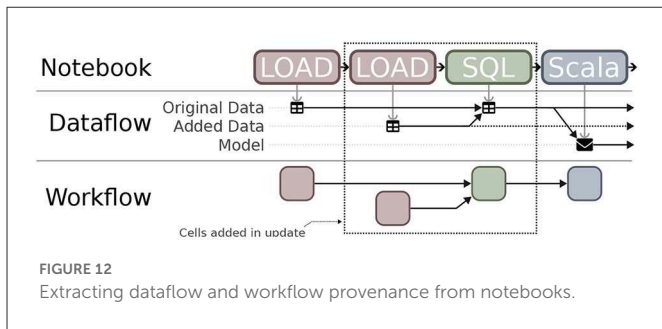 Notebook LOAD LOAD SQL Scala
Original Data
Dataflow Added Data
Model
Workflow
Cells added in update
FIGURE 12
Extracting dataflow and workflow provenance from notebooks.